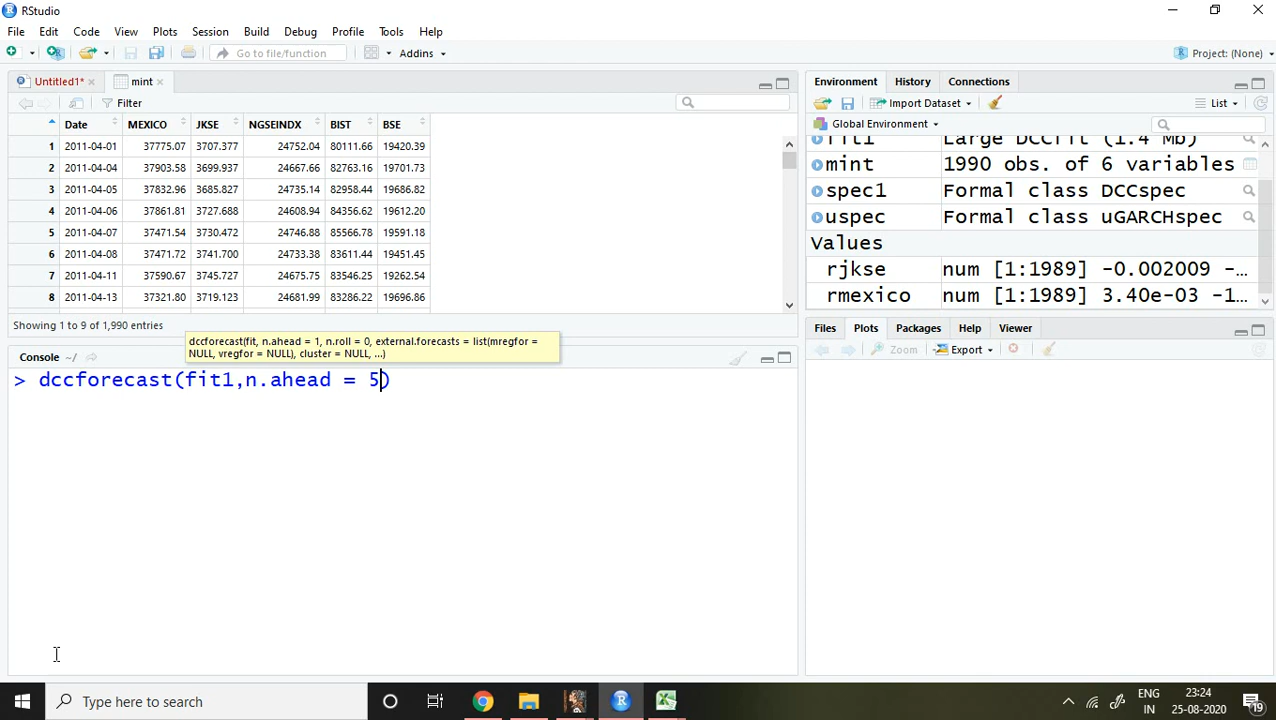 RStudio
File Edit Code View Plots Session Build Debug Profile Tools Help
Go to file/function Addins Project: (None)
Untitled1* mint
Filter
Date MEXICO JKSE NGSEINDX BIST BSE
1 2011-04-01 37775.07 3707.377 24752.04 80111.66 19420.39
2 2011-04-04 37903.58 3699.937 24667.66 82763.16 19701.73
3 2011-04-05 37832.96 3685.827 24735.14 82958.44 19686.82
4 2011-04-06 37861.81 3727.688 24608.94 84356.62 19612.20
5 2011-04-07 37471.54 3730.472 24746.88 85566.78 19591.18
6 2011-04-08 37471.72 3741.700 24733.38 83611.44 19451.45
7 2011-04-11 37590.67 3745.727 24675.75 83546.25 19262.54
8 2011-04-13 37321.80 3719.123 24681.99 83286.22 19696.86
Showing 1 to 9 of 1,990 entries
dccforecast(fit, n.ahead = 1, n.roll = 0, external.forecasts = list(mregfor =
NULL, vregfor = NULL), cluster = NULL, ...)
Console ~/
> dccforecast(fit1,n.ahead = 5)
Environment History Connections
Import Dataset List
Global Environment
fit1 Large DCCfit (1.4 Mb)
mint 1990 obs. of 6 variables
spec1 Formal class DCCspec
uspec Formal class uGARCHspec
Values
rjkse num [1:1989] -0.002009 -…
rmexico num [1:1989] 3.40e-03 -1…
Files Plots Packages Help Viewer
Zoom Export
Type here to search
ENG
IN
23:24
25-08-2020
19